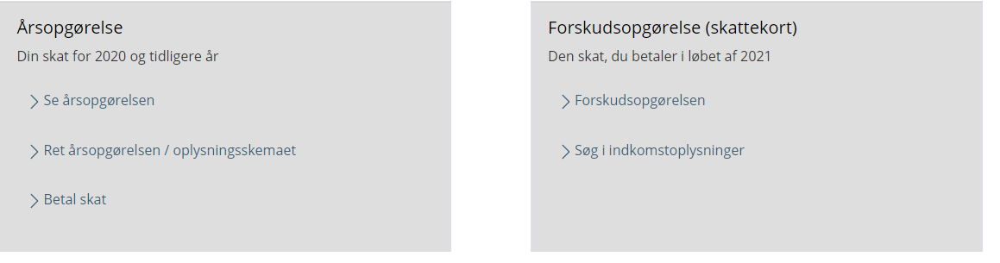 Årsopgørelse
Din skat for 2020 og tidligere år
Se årsopgørelsen
Ret årsopgørelsen / oplysningsskemaet
Betal skat
Forskudsopgørelse (skattekort)
Den skat, du betaler i løbet af 2021
Forskudsopgørelsen
Søg i indkomstoplysninger